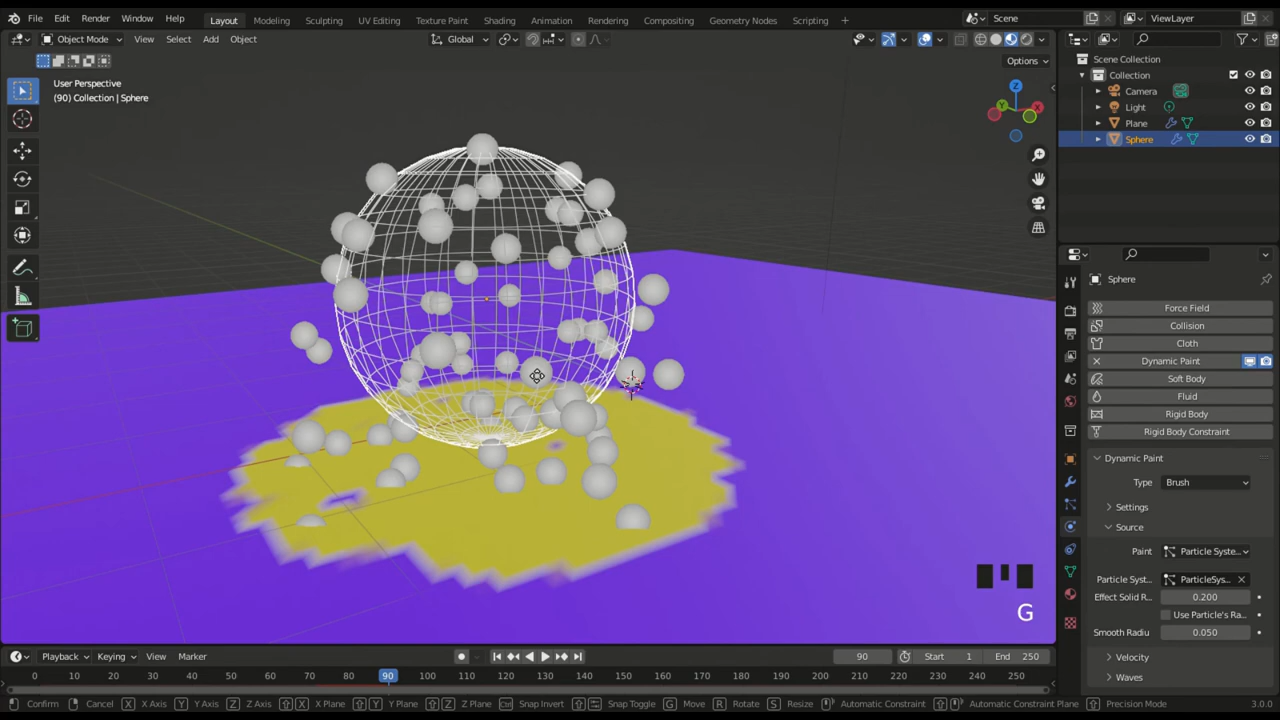 File Edit Render Window Help Layout Modeling Sculpting UV Editing Texture Paint Shading Animation Rendering Compositing Geometry Nodes Scripting + Scene ViewLayer
Object Mode View Select Add Object Global
Options
User Perspective
(90) Collection | Sphere
Z
Y
X
Scene Collection
Collection
Camera
Light
Plane
Sphere
Sphere
Force Field
Collision
Cloth
Dynamic Paint
Soft Body
Fluid
Rigid Body
Rigid Body Constraint
Dynamic Paint
Type Brush
Settings
Source
Paint Particle Syste...
Particle Syst... ParticleSys...
Effect Solid R... 0.200
Use Particle's Ra...
Smooth Radiu 0.050
Velocity
Waves
G
Playback Keying View Marker 90 Start 1 End 250
0 10 20 30 40 50 60 70 80 90 100 110 120 130 140 150 160 170 180 190 200 210 220 230 240 250
Confirm Cancel X X Axis Y Y Axis Z Z Axis X X Plane Y Y Plane Z Z Plane Ctrl Snap Invert Snap Toggle G Move R Rotate S Resize Automatic Constraint Automatic Constraint Plane Precision Mode 3.0.0